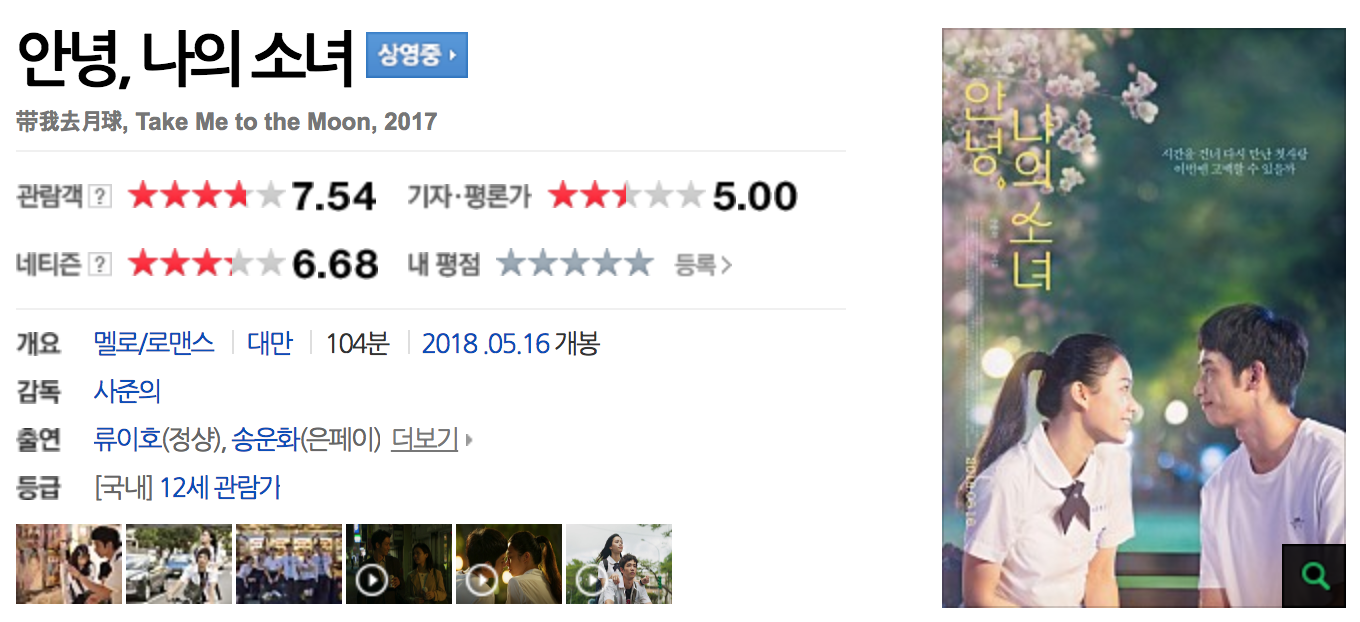 안녕, 나의 소녀 상영중
带我去月球, Take Me to the Moon, 2017
관람객 ? 7.54 기자·평론가 5.00
네티즌 ? 6.68 내 평점 등록
개요 멜로/로맨스 대만 104분 2018 .05.16 개봉
감독 사준의
출연 류이호(정샹), 송운화(은페이) 더보기
등급 [국내] 12세 관람가
안녕,
나의 소녀
시간을 건너 다시 만난 첫사랑
이번엔 고백할 수 있을까
2018.05.16